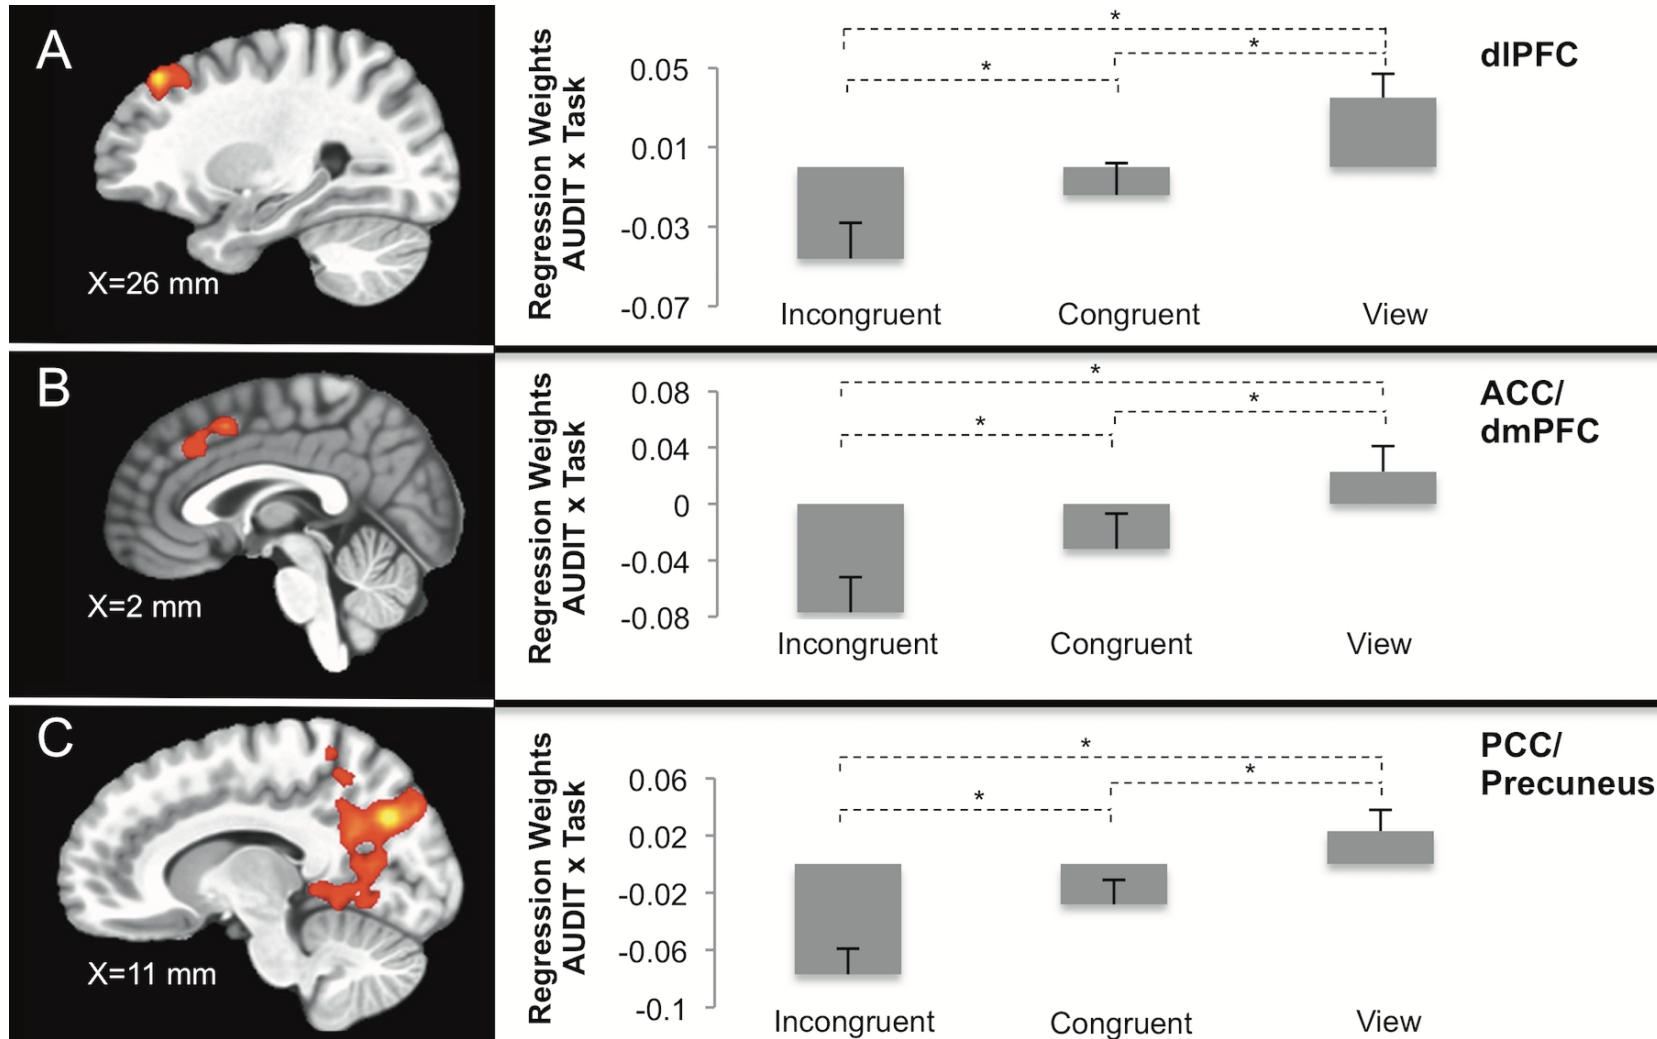 A
X=26 mm
Regression Weights
AUDIT x Task
0.05
0.01
-0.03
-0.07
*
*
*
Incongruent
Congruent
View
dlPFC
B
X=2 mm
Regression Weights
AUDIT x Task
0.08
0.04
0
-0.04
-0.08
*
*
*
Incongruent
Congruent
View
ACC/
dmPFC
C
X=11 mm
Regression Weights
AUDIT x Task
0.06
0.02
-0.02
-0.06
-0.1
*
*
*
Incongruent
Congruent
View
PCC/
Precuneus